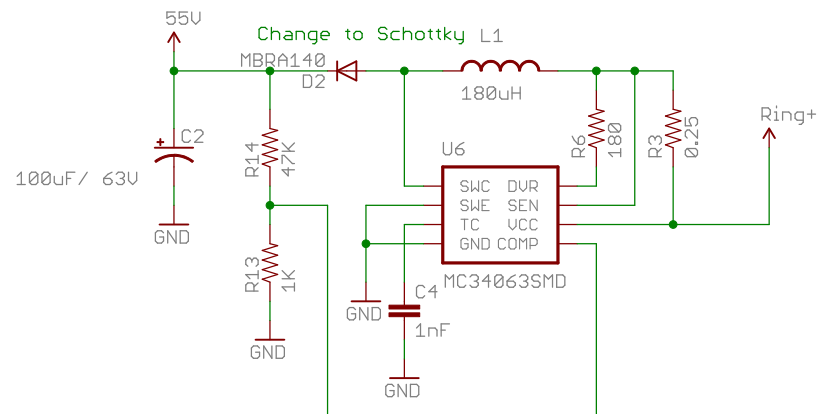 55V
Change to Schottky
L1
MBRA140
D2
180uH
Ring+
+
C2
R14
47K
R6
180
R3
0.25
U6
100uF/ 63V
SWC DVR
SWE SEN
TC VCC
GND COMP
GND
R13
1K
MC34063SMD
C4
GND
1nF
GND
GND